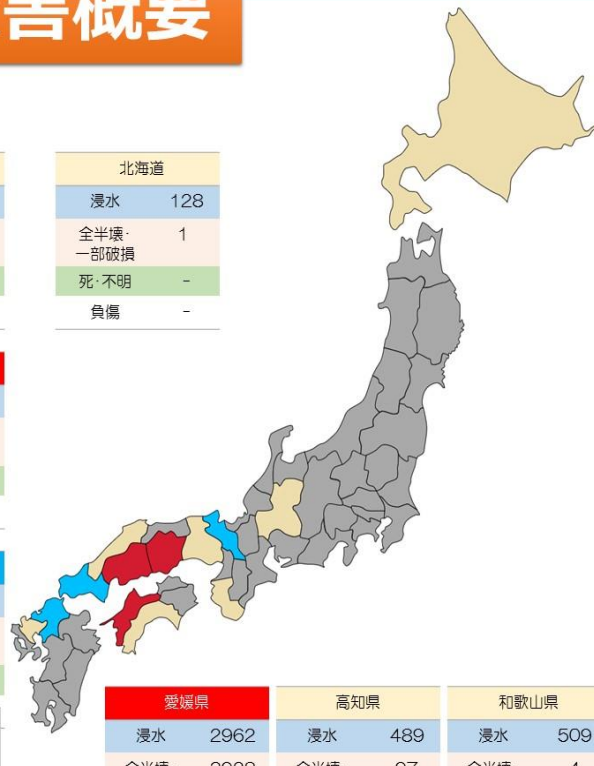 害概要
北海道
浸水 128
全半壊・ 1
一部破損
死・不明 -
負傷 -
愛媛県 高知県 和歌山県
浸水 2962 浸水 489 浸水 509